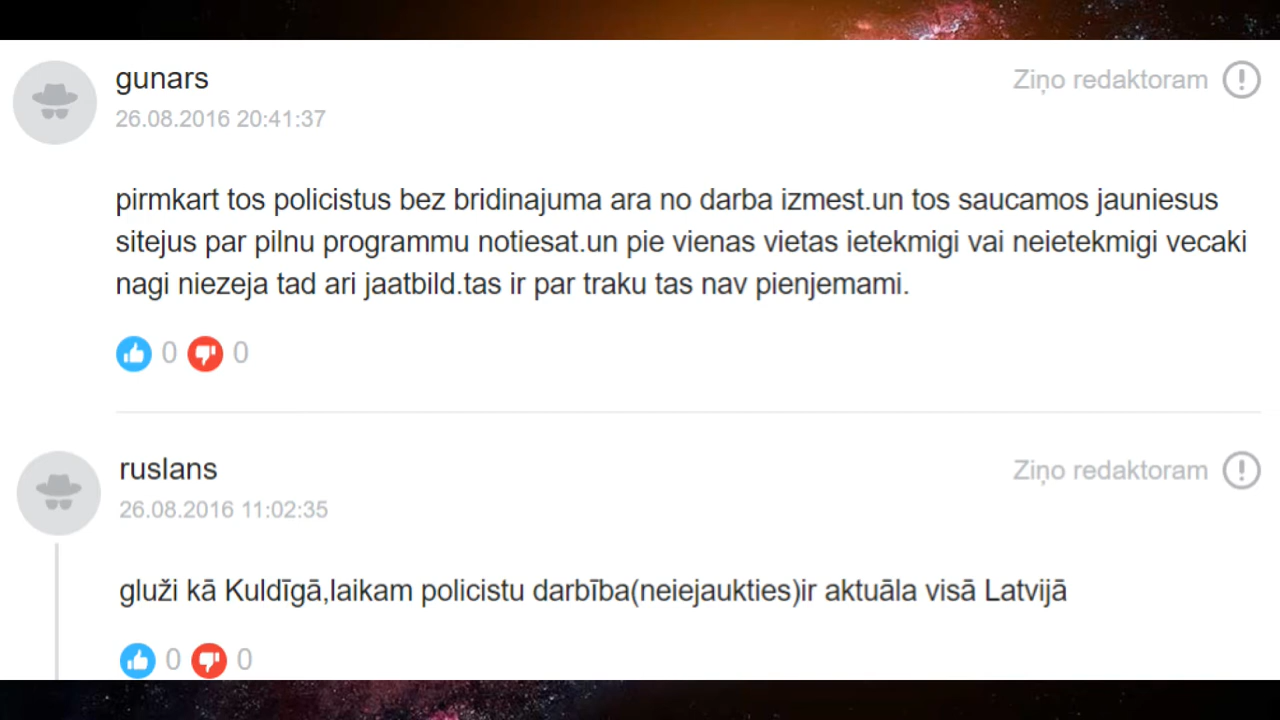 gunars
Ziņo redaktoram
26.08.2016 20:41:37
pirmkart tos policistus bez bridinajuma ara no darba izmest.un tos saucamos jauniesus
sitejus par pilnu programmu notiesat.un pie vienas vietas ietekmigi vai neietekmigi vecaki
nagi niezeja tad ari jaatbild.tas ir par traku tas nav pienjemami.
0 0
ruslans
Ziņo redaktoram
26.08.2016 11:02:35
gluži kā Kuldīgā,laikam policistu darbība(neiejaukties)ir aktuāla visā Latvijā
0 0